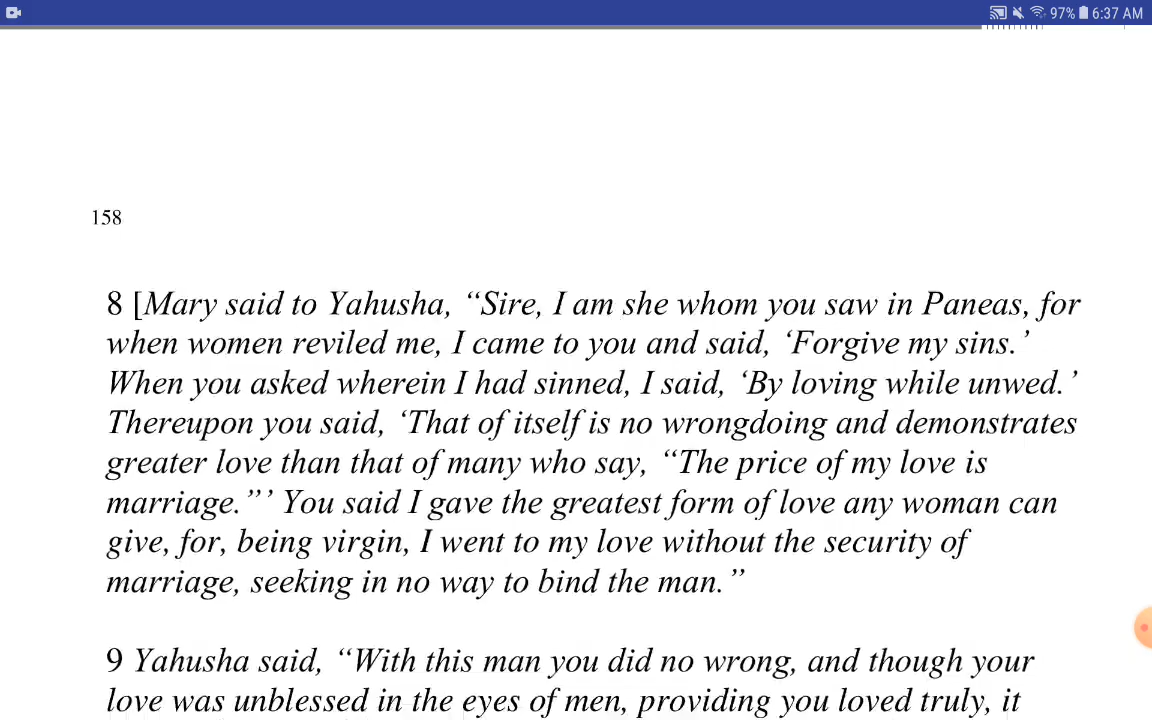 97% 6:37 AM
158
8 [Mary said to Yahusha, “Sire, I am she whom you saw in Paneas, for
when women reviled me, I came to you and said, ‘Forgive my sins.’
When you asked wherein I had sinned, I said, ‘By loving while unwed.’
Thereupon you said, ‘That of itself is no wrongdoing and demonstrates
greater love than that of many who say, “The price of my love is
marriage.”’ You said I gave the greatest form of love any woman can
give, for, being virgin, I went to my love without the security of
marriage, seeking in no way to bind the man.”
9 Yahusha said, “With this man you did no wrong, and though your
love was unblessed in the eyes of men, providing you loved truly, it